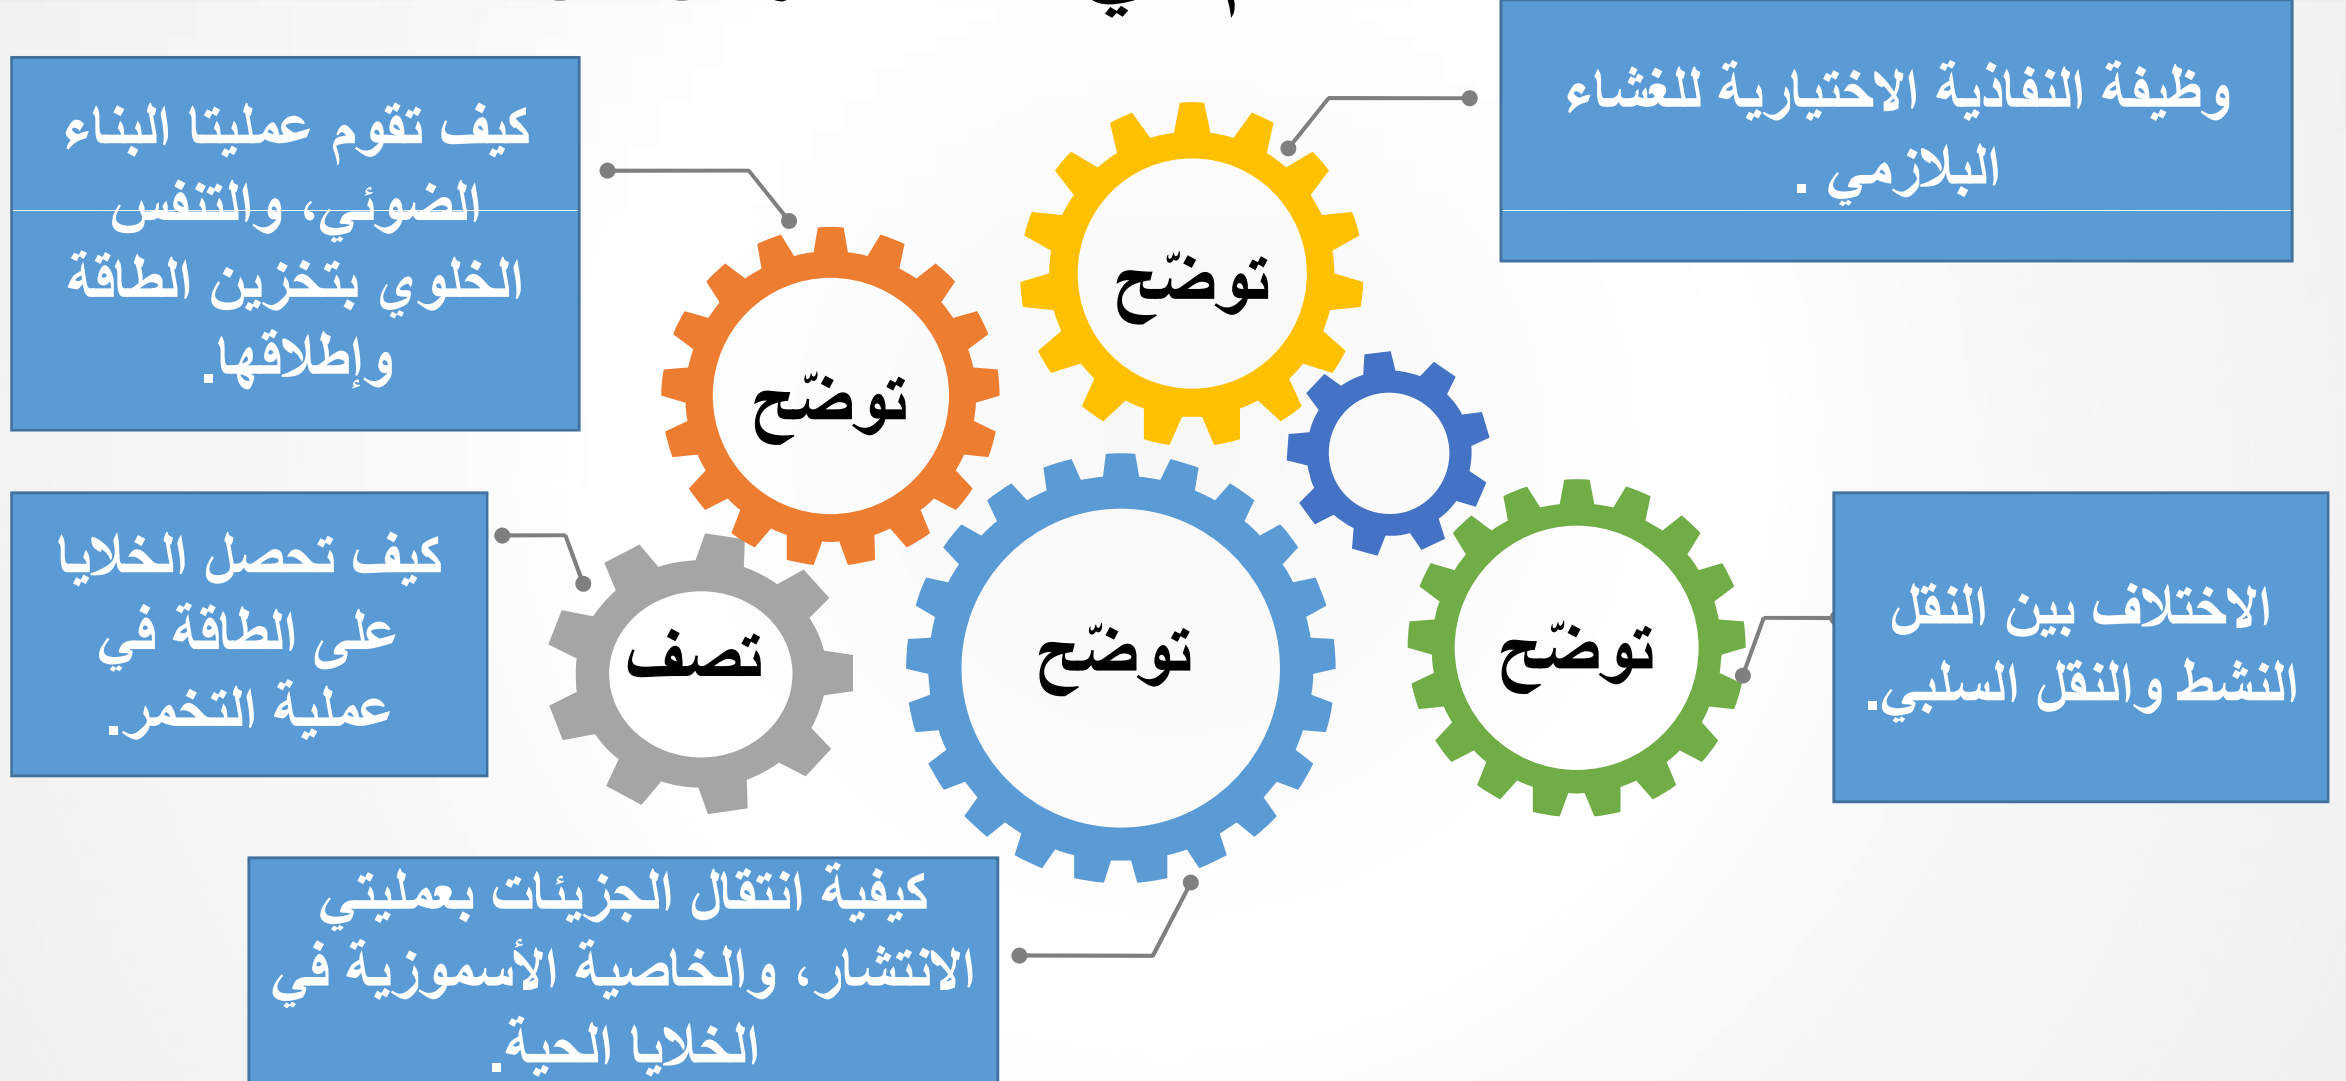 وظيفة النفاذية الاختيارية للغشاء
البلازمي .
توضّح
كيف تقوم عمليتا البناء
الضوئي، والتنفس
الخلوي بتخزين الطاقة
وإطلاقها.
توضّح
الاختلاف بين النقل
النشط والنقل السلبي.
توضّح
توضّح
كيف تحصل الخلايا
على الطاقة في
عملية التخمر.
تصف
كيفية انتقال الجزيئات بعمليتي
الانتشار، والخاصية الأسموزية في
الخلايا الحية.